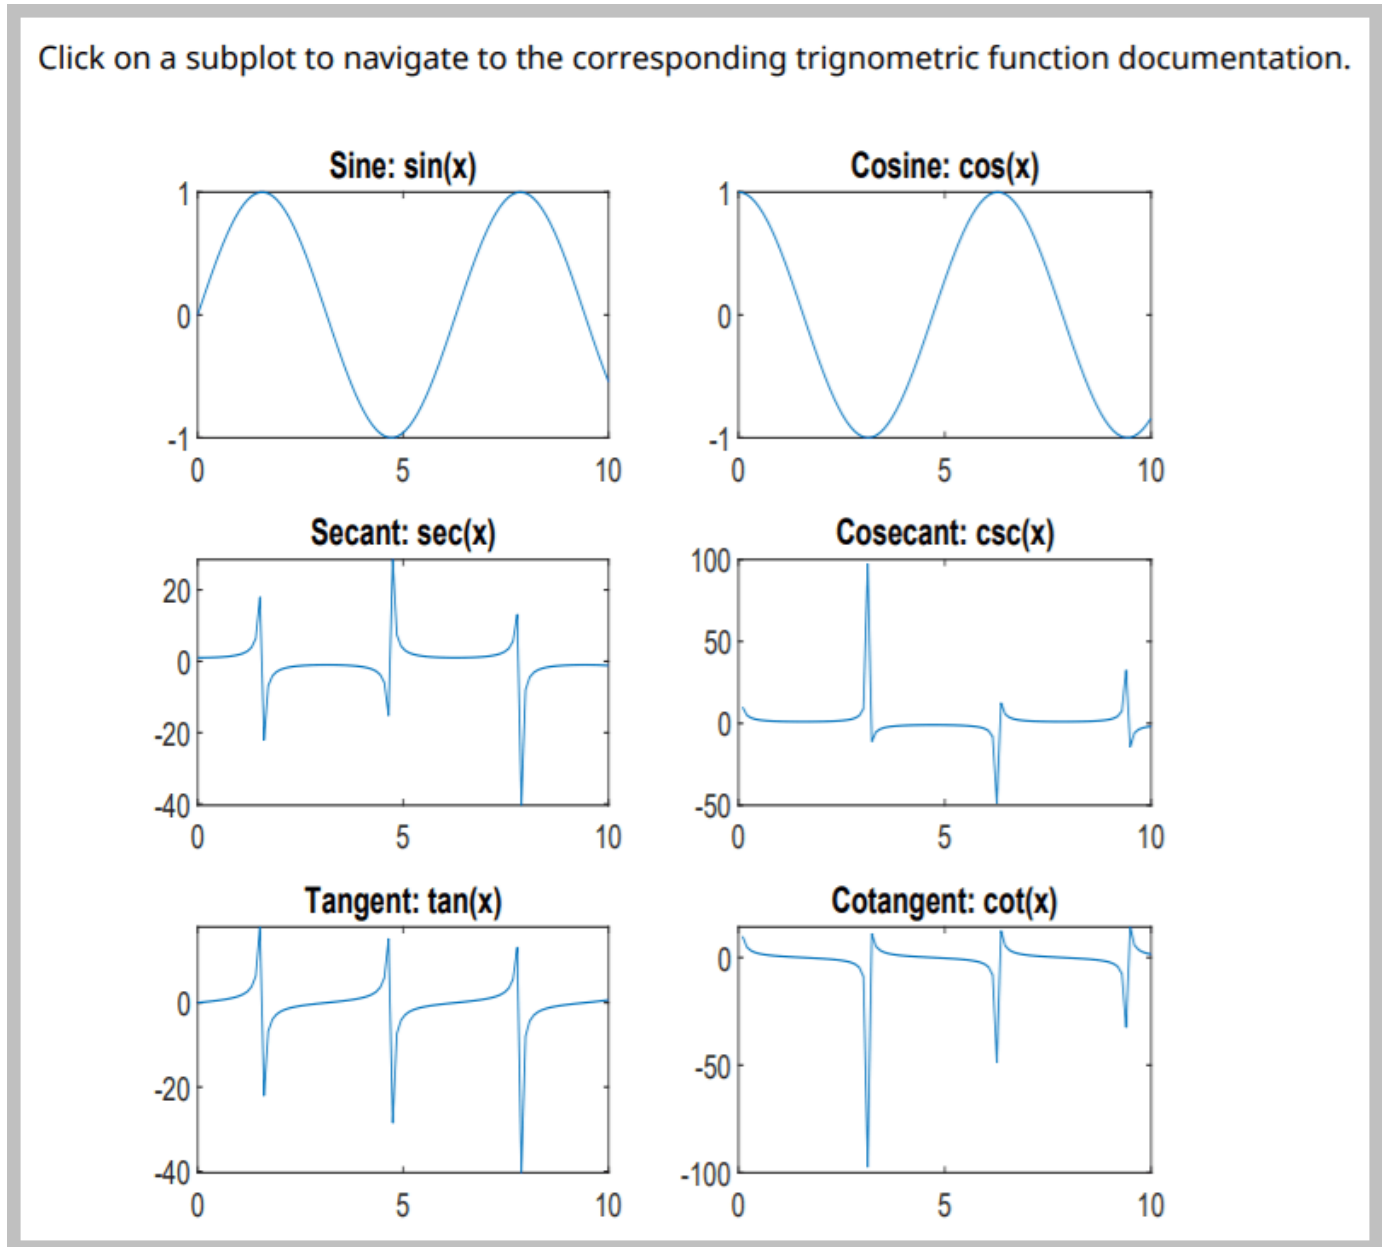 Click on a subplot to navigate to the corresponding trignometric function documentation.
Sine: sin(x)
1
0
-1
0 5 10
Cosine: cos(x)
1
0
-1
0 5 10
Secant: sec(x)
20
0
-20
-40
0 5 10
Cosecant: csc(x)
100
50
0
-50
0 5 10
Tangent: tan(x)
0
-20
-40
0 5 10
Cotangent: cot(x)
0
-50
-100
0 5 10